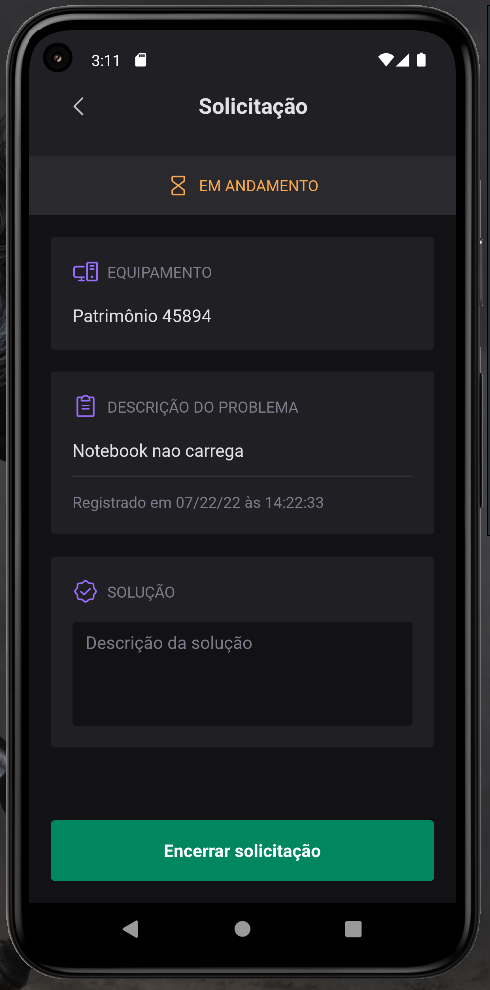 3:11
Solicitação
EM ANDAMENTO
EQUIPAMENTO
Patrimônio 45894
DESCRIÇÃO DO PROBLEMA
Notebook nao carrega
Registrado em 07/22/22 às 14:22:33
SOLUÇÃO
Descrição da solução
Encerrar solicitação